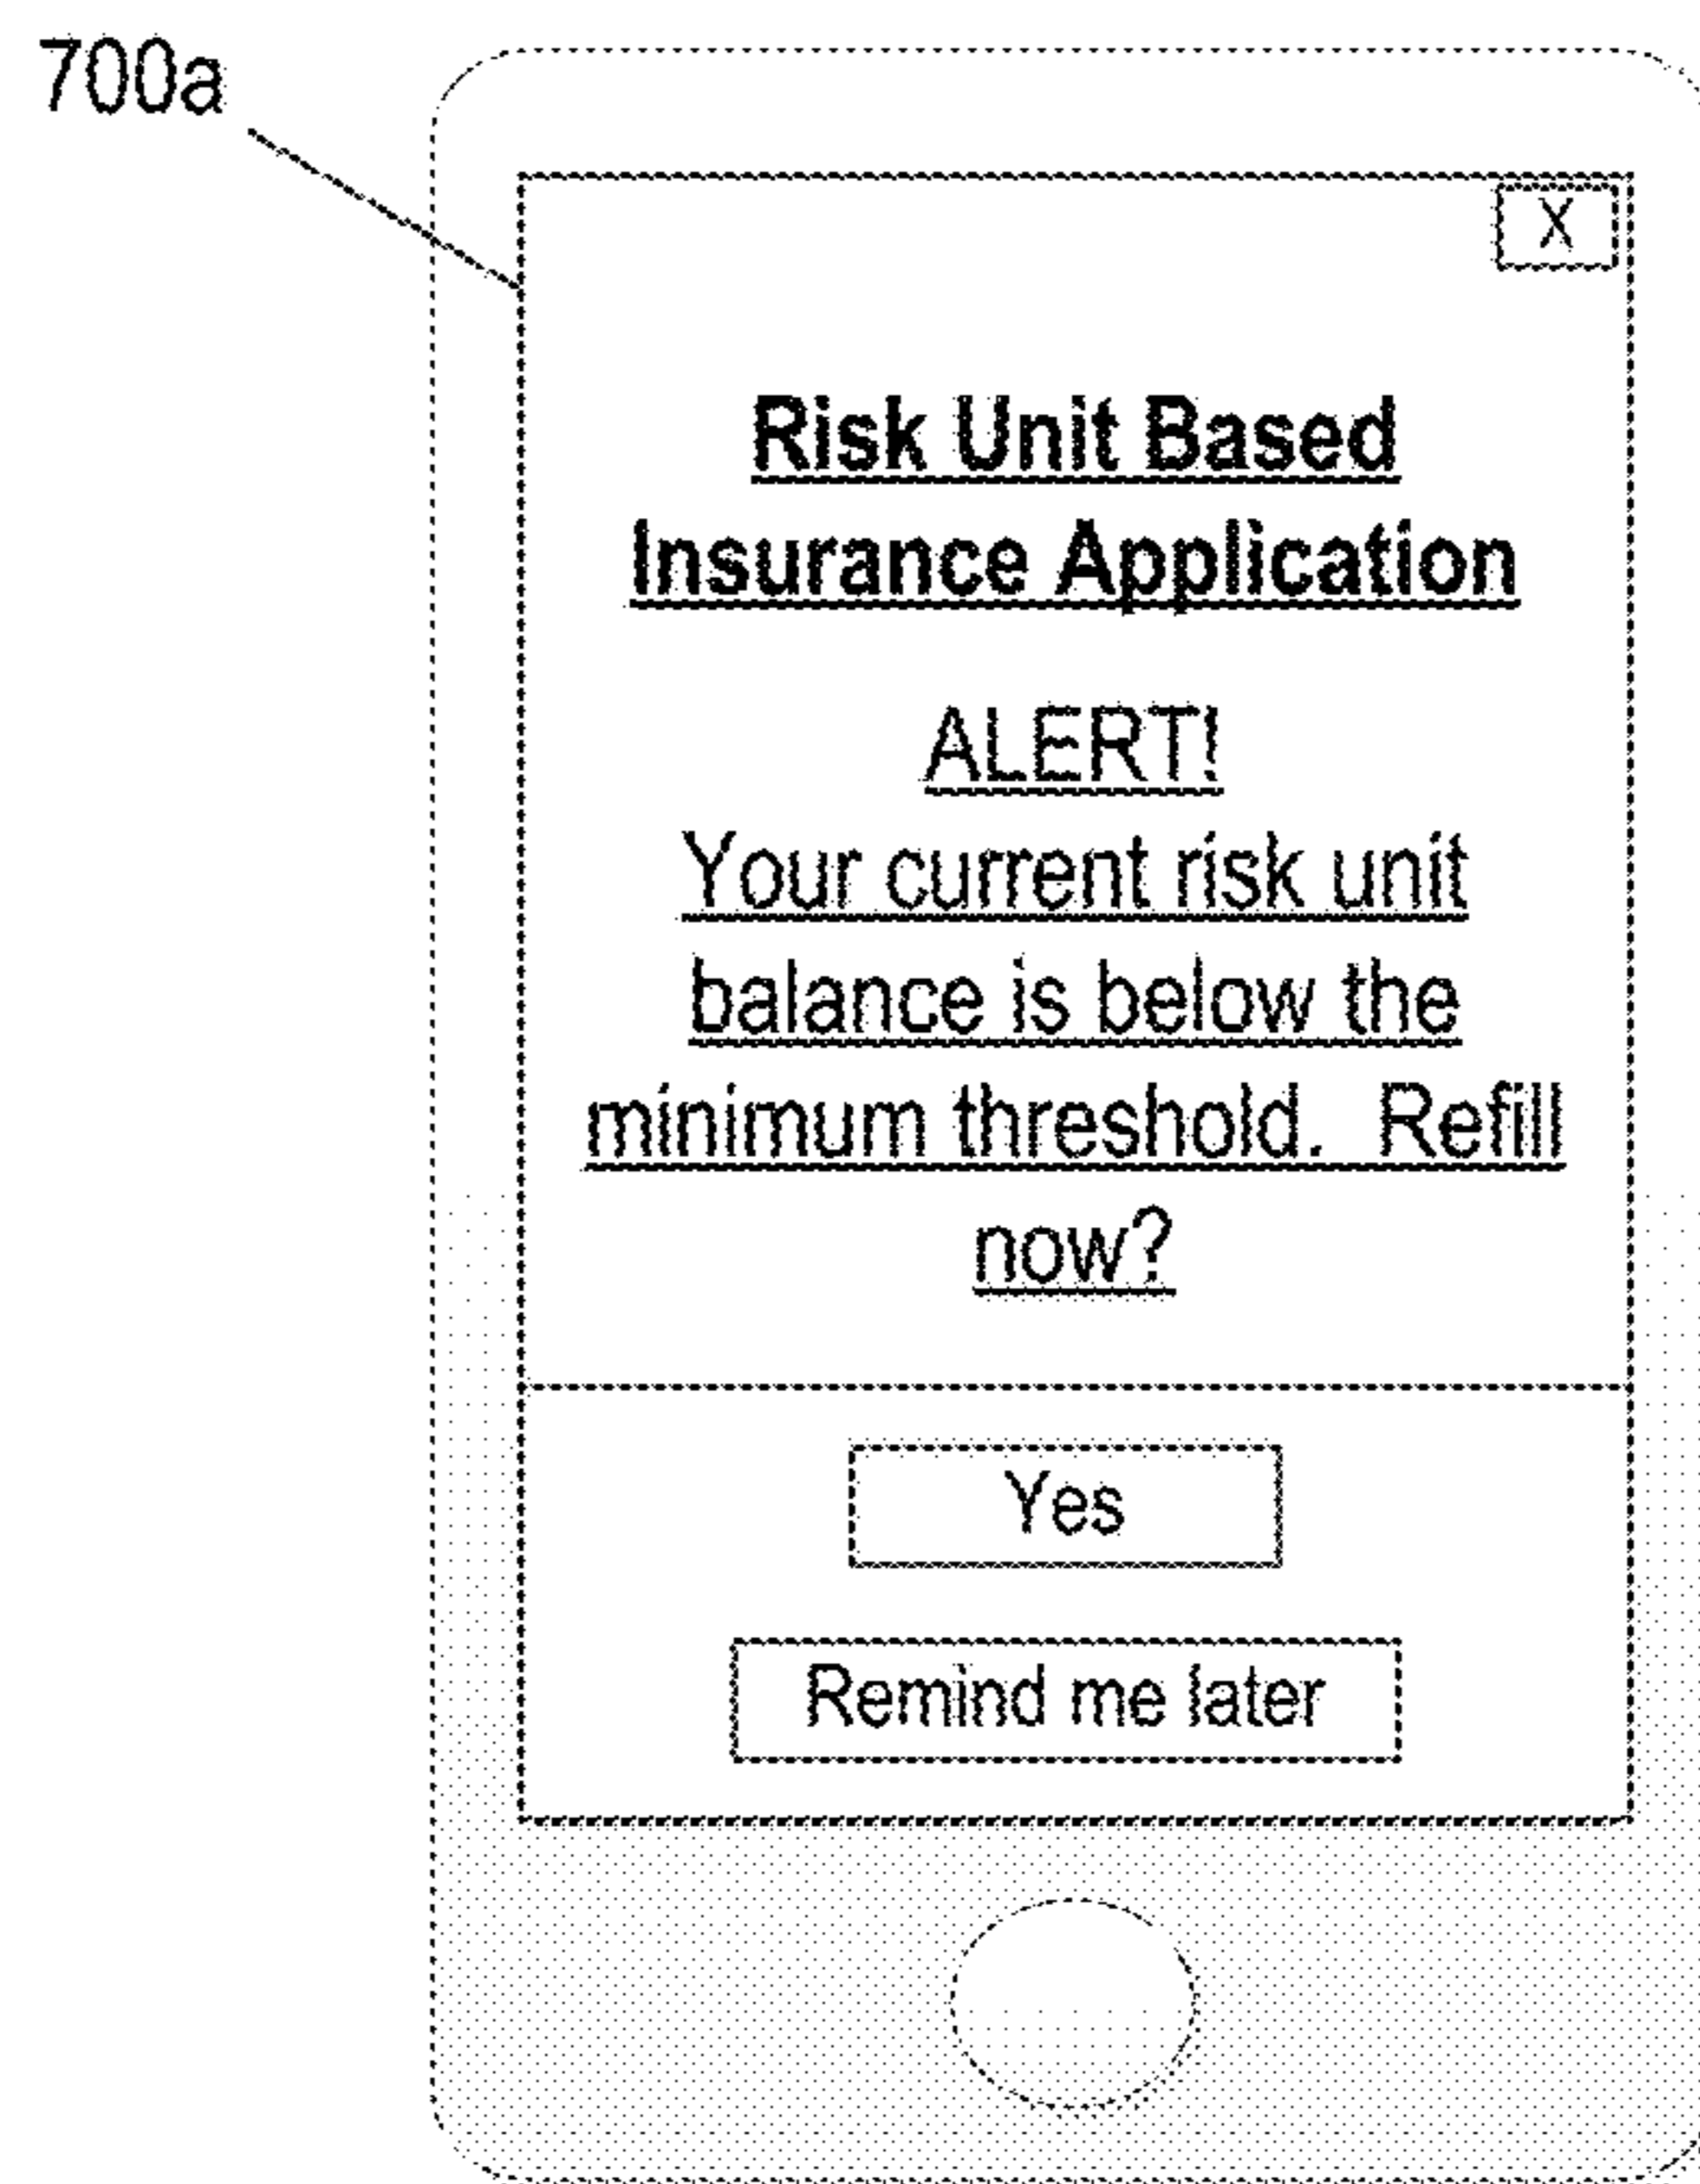 700a
X
Risk Unit Based
Insurance Application
ALERT!
Your current risk unit
balance is below the
minimum threshold.  Refill
now?
Yes
Remind me later